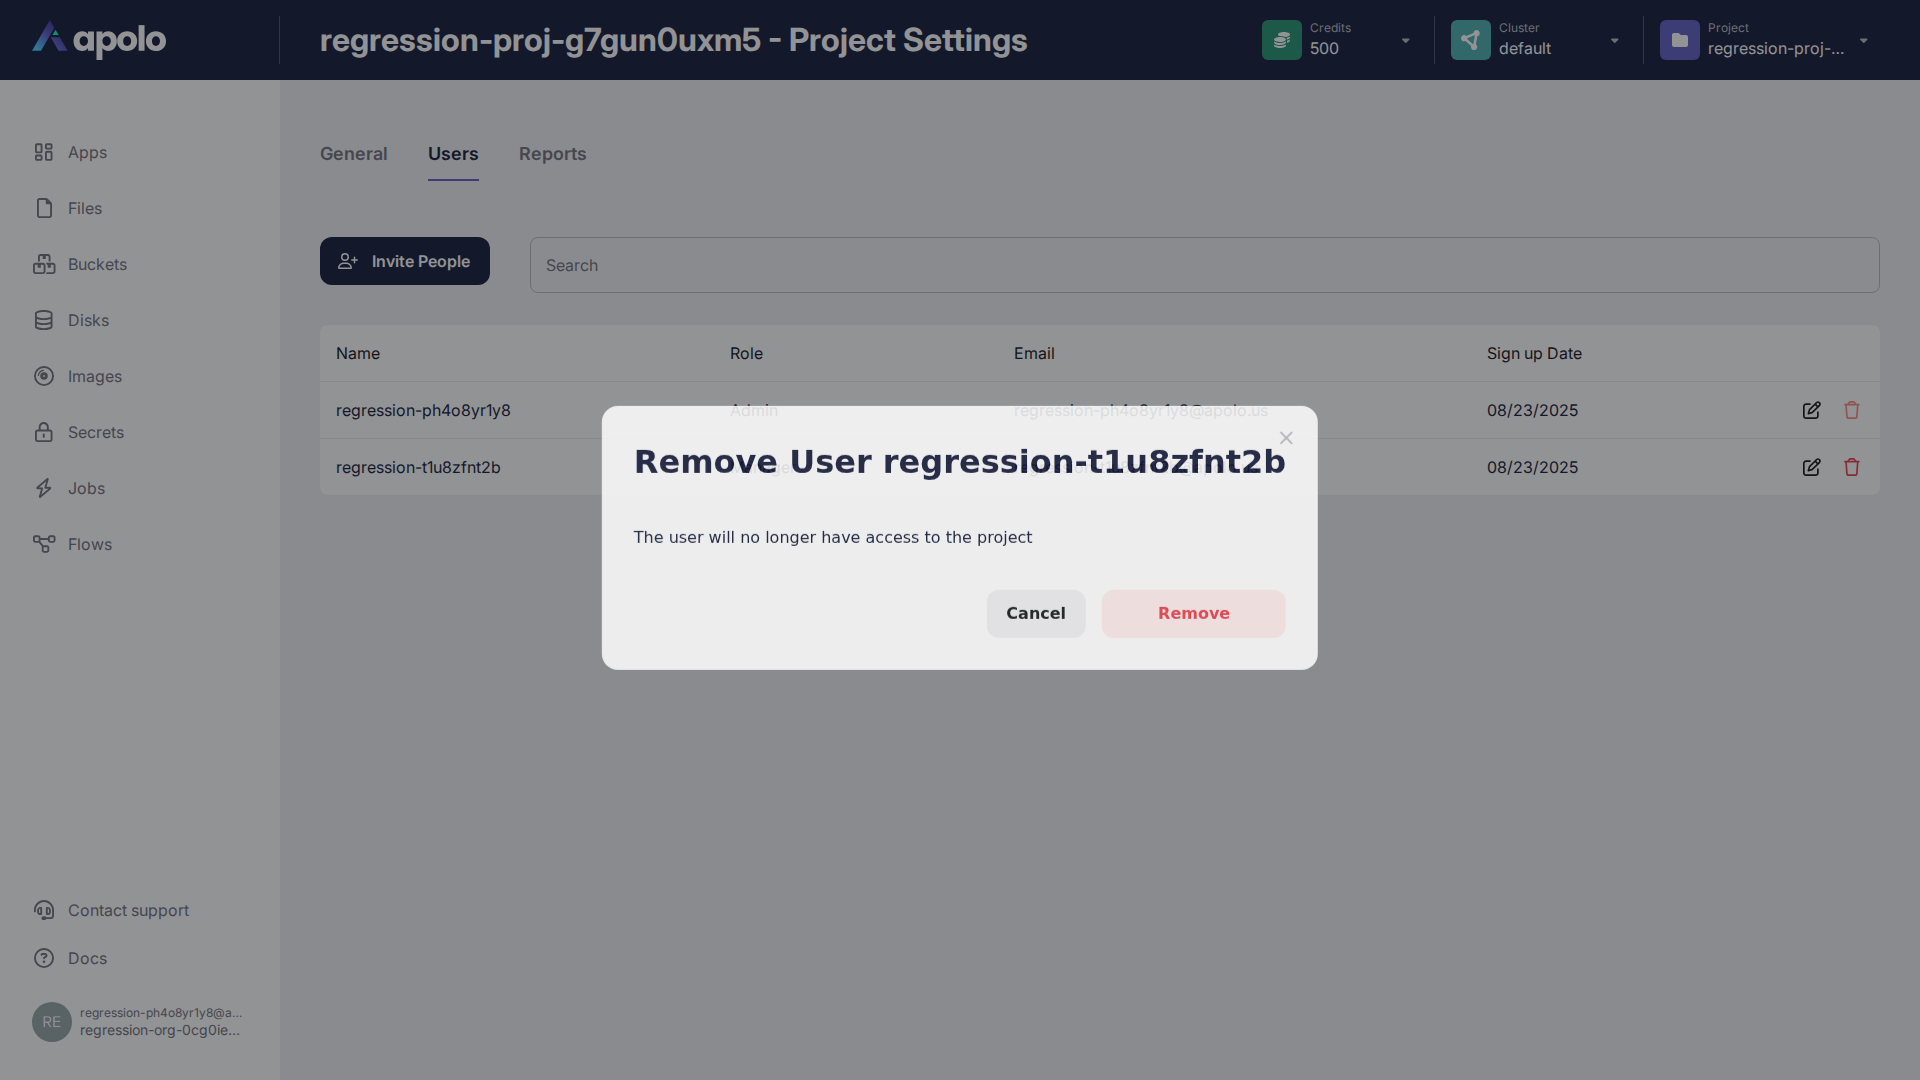 apolo
regression-proj-g7gun0uxm5 - Project Settings
Credits
500
Cluster
default
Project
regression-proj-...
Apps
Files
Buckets
Disks
Images
Secrets
Jobs
Flows
Contact support
Docs
RE
regression-ph4o8yr1y8@a...
regression-org-0cg0ie...
General Users Reports
Invite People
Search
Name Role Email Sign up Date
regression-ph4o8yr1y8 Admin regression-ph4o8yr1y8@apolo.us 08/23/2025
regression-t1u8zfnt2b 08/23/2025
Remove User regression-t1u8zfnt2b
The user will no longer have access to the project
Cancel Remove